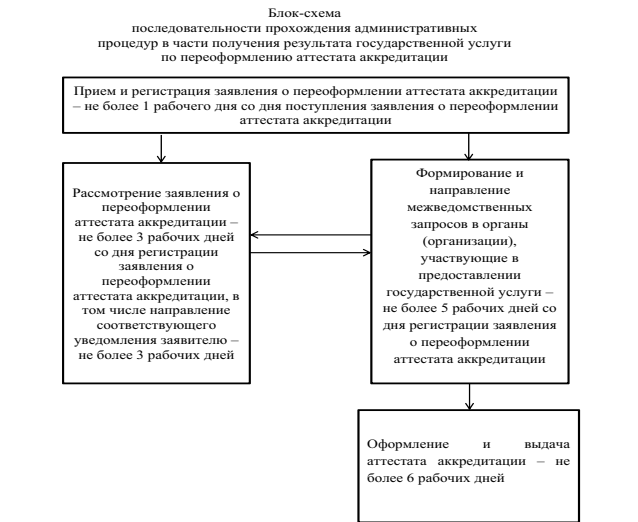 Блок-схема
последовательности прохождения административных
процедур в части получения результата государственной услуги
по переоформлению аттестата аккредитации
Прием и регистрация заявления о переоформлении аттестата аккредитации
– не более 1 рабочего дня со дня поступления заявления о переоформлении
аттестата аккредитации
Рассмотрение заявления о
переоформлении
аттестата аккредитации –
не более 3 рабочих дней
со дня регистрации
заявления о
переоформлении
аттестата аккредитации, в
том числе направление
соответствующего
уведомления заявителю –
не более 3 рабочих дней
Формирование и
направление
межведомственных
запросов в органы
(организации),
участвующие в
предоставлении
государственной услуги –
не более 5 рабочих дней со
дня регистрации заявления
о переоформлении
аттестата аккредитации
Оформление и выдача
аттестата аккредитации – не
более 6 рабочих дней